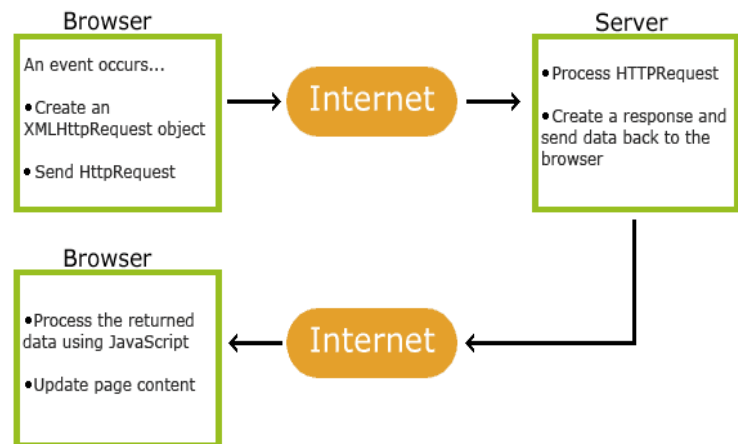 Browser
An event occurs...
•Create an
XMLHttpRequest object
•Send HttpRequest
Internet
Server
•Process HTTPRequest
•Create a response and
send data back to the
browser
Browser
•Process the returned
data using JavaScript
•Update page content
Internet